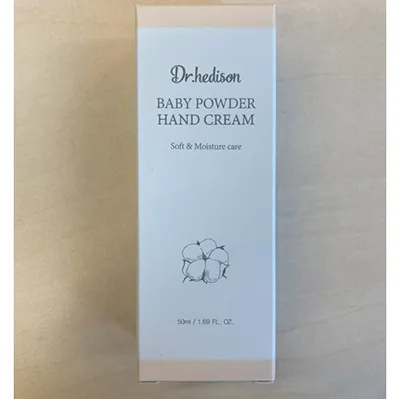 Dr.hedison
BABY POWDER
HAND CREAM
Soft & Moisture care
50ml / 1.69 FL. OZ.